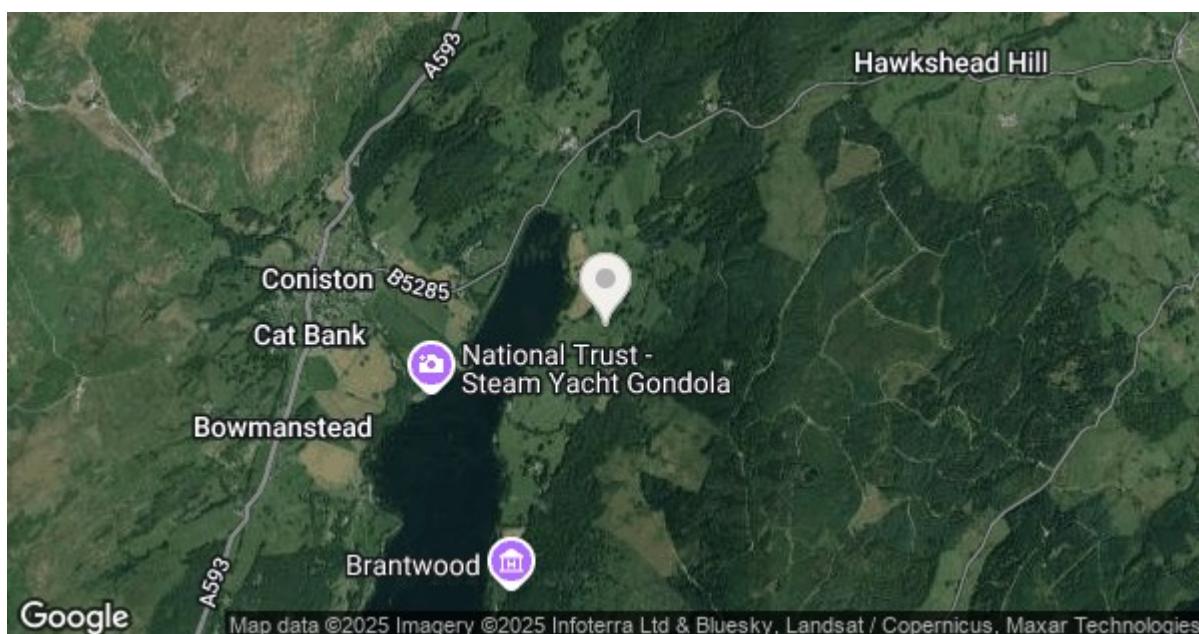 A593
Hawkshead Hill
Coniston
B5285
Cat Bank
National Trust -
Steam Yacht Gondola
Bowmanstead
Brantwood
A593
Google
Map data ©2025 Imagery ©2025 Infoterra Ltd & Bluesky, Landsat / Copernicus, Maxar Technologies